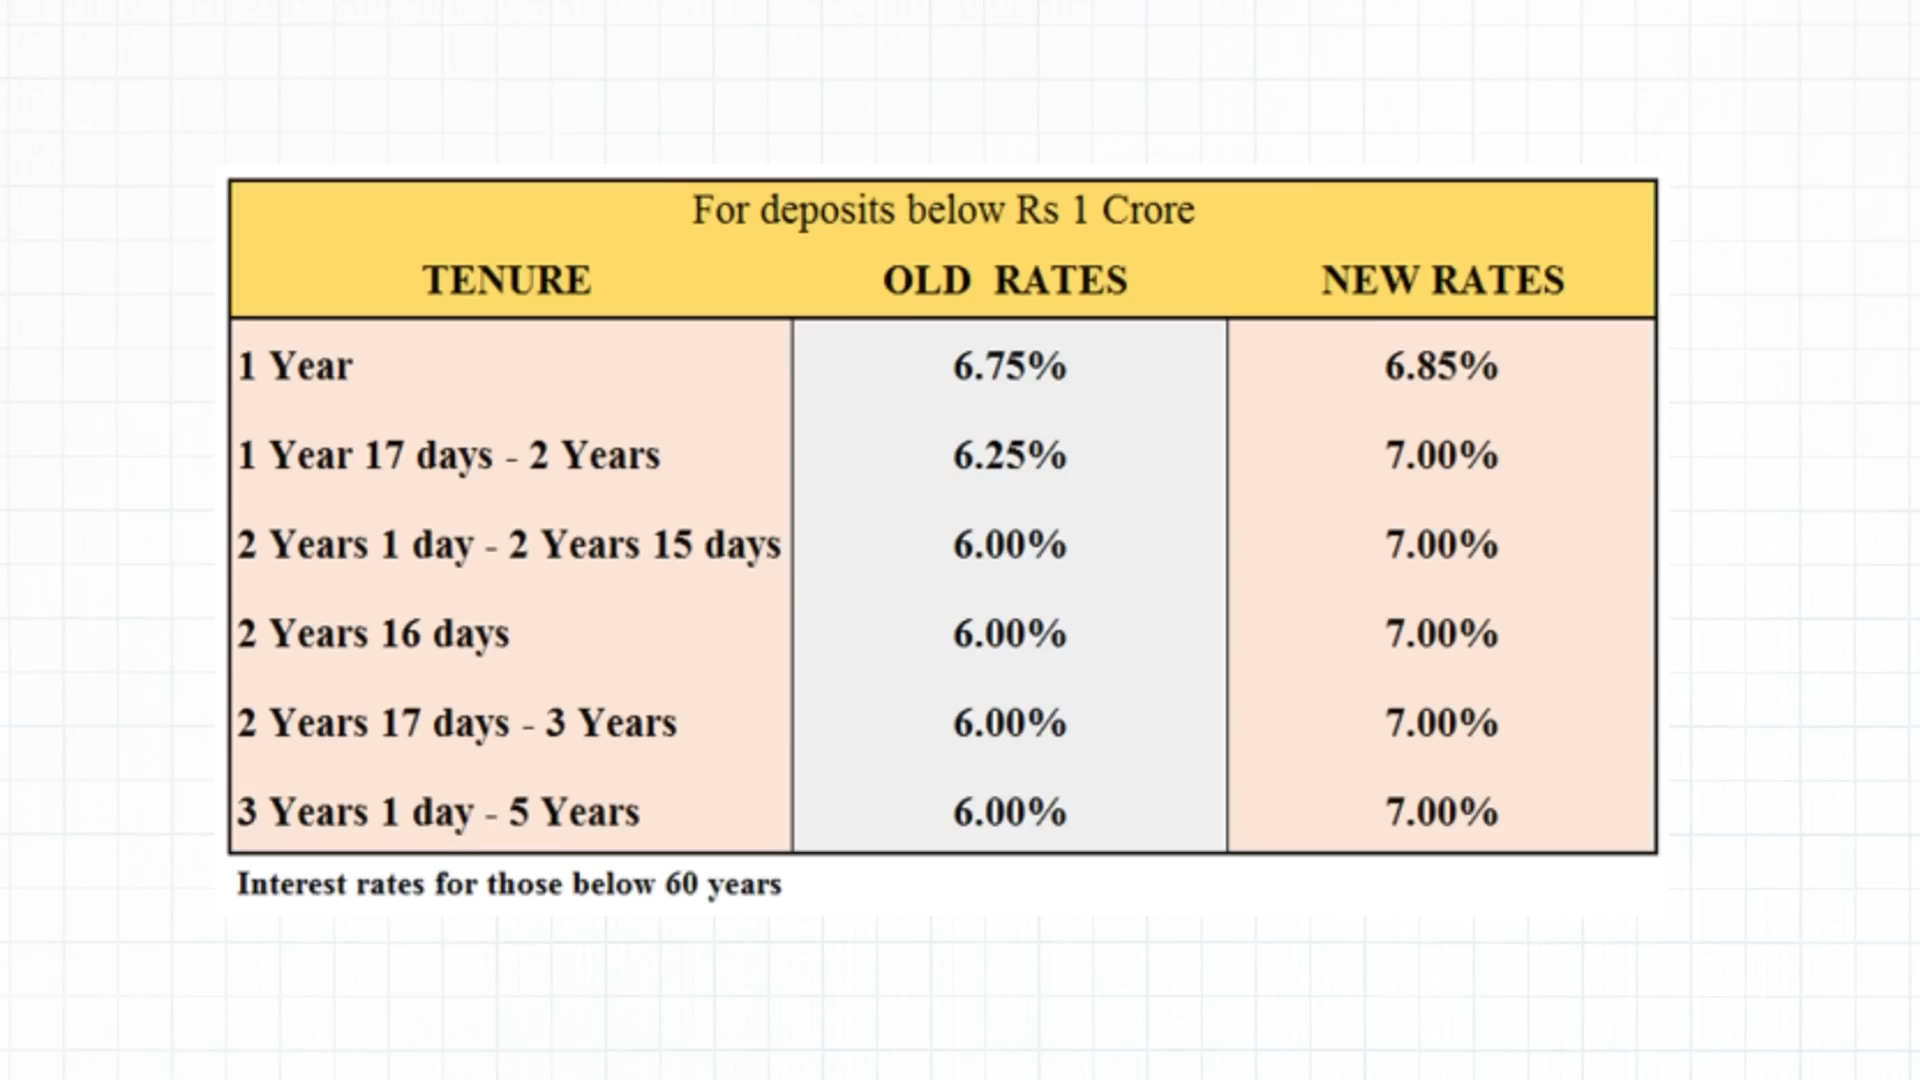 For deposits below Rs 1 Crore
TENURE OLD RATES NEW RATES
1 Year 6.75% 6.85%
1 Year 17 days - 2 Years 6.25% 7.00%
2 Years 1 day - 2 Years 15 days 6.00% 7.00%
2 Years 16 days 6.00% 7.00%
2 Years 17 days - 3 Years 6.00% 7.00%
3 Years 1 day - 5 Years 6.00% 7.00%
Interest rates for those below 60 years